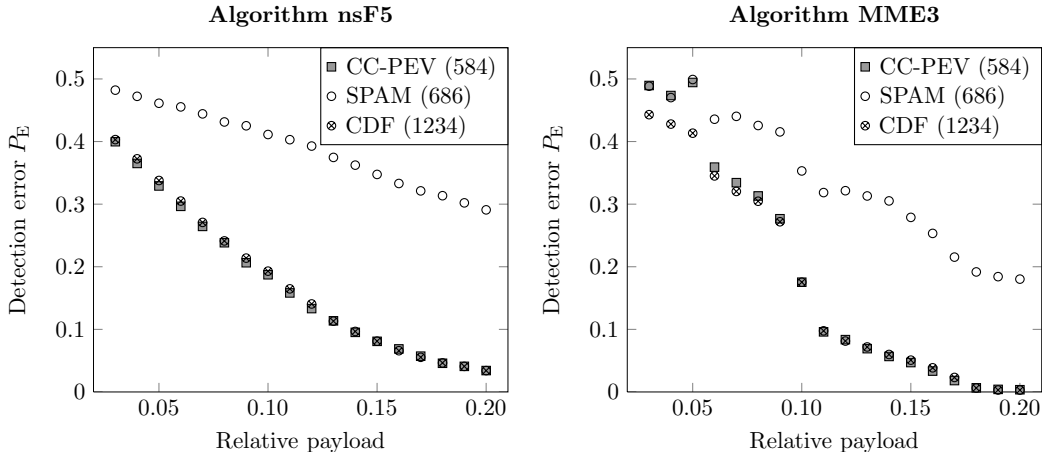 Algorithm nsF5
Detection error P_E
0.5
0.4
0.3
0.2
0.1
0
0.05
0.10
0.15
0.20
Relative payload
CC-PEV (584)
SPAM (686)
CDF (1234)
Algorithm MME3
Detection error P_E
0.5
0.4
0.3
0.2
0.1
0
0.05
0.10
0.15
0.20
Relative payload
CC-PEV (584)
SPAM (686)
CDF (1234)